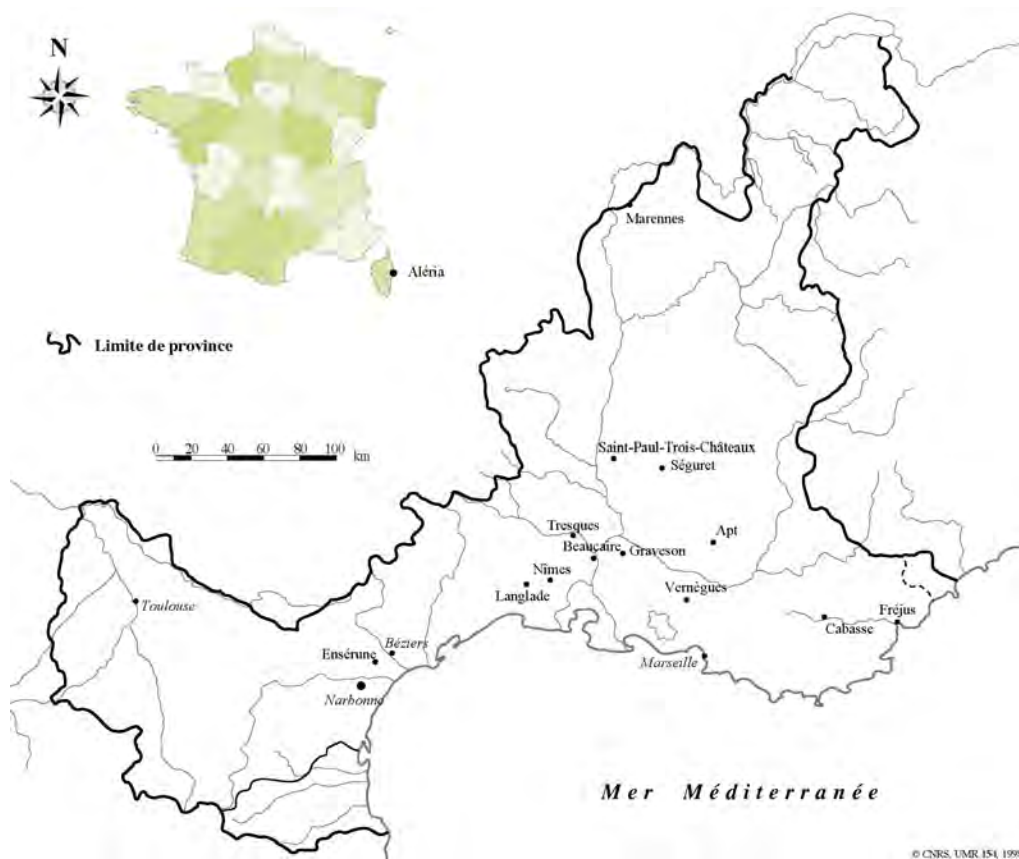 N
Aléria
Limite de province
Marennes
0 20 40 60 80 100 km
Saint-Paul-Trois-Châteaux
Séguret
Tresques
Apt
Beaucaire
Graveson
Nîmes
Langlade
Vernègues
Toulouse
Fréjus
Cabasse
Béziers
Ensérune
Marseille
Narbonne
Mer Méditerranée
© CNRS, UMR 154, 199